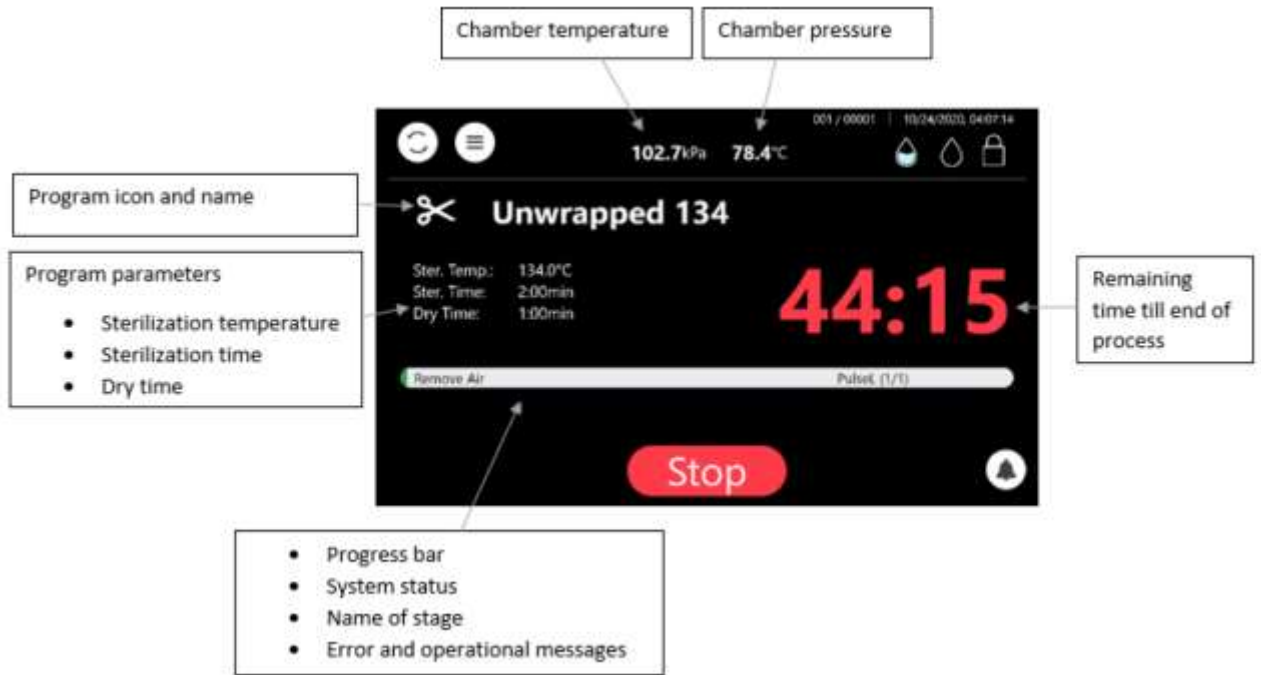 Chamber temperature
Chamber pressure
001 / 00001 | 10/24/2020, 04:07:14
102.7kPa 78.4°C
Program icon and name
Unwrapped 134
Program parameters
• Sterilization temperature
• Sterilization time
• Dry time
Ster. Temp.: 134.0°C
Ster. Time: 2:00min
Dry Time: 1:00min
44:15
Remaining
time till end of
process
Remove Air Pulse(. (1/1)
Stop
• Progress bar
• System status
• Name of stage
• Error and operational messages